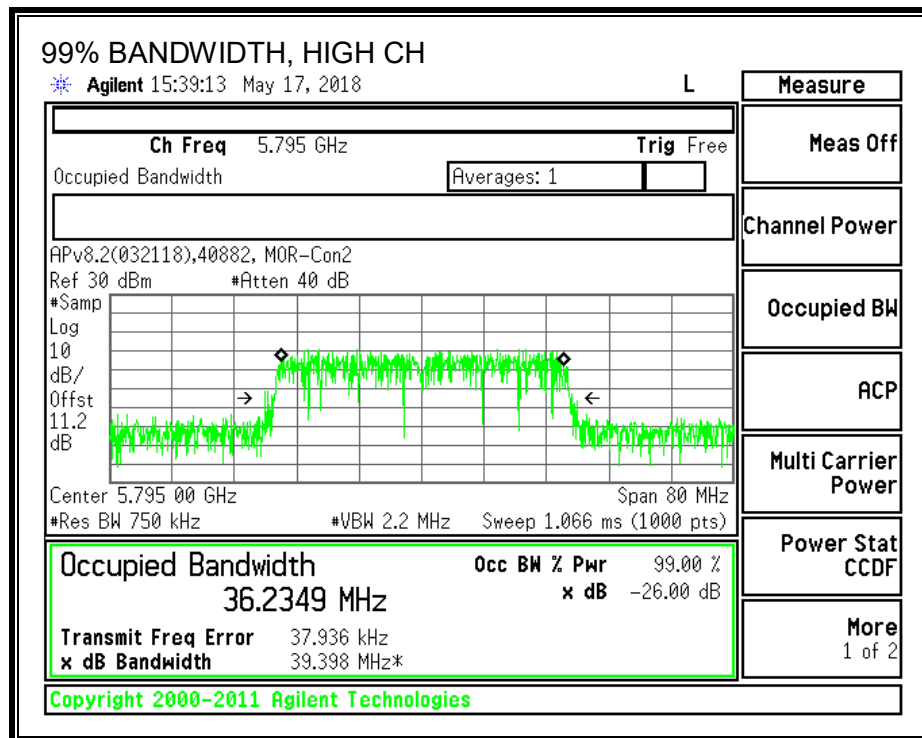 99% BANDWIDTH, HIGH CH
Agilent 15:39:13 May 17, 2018 L
Measure
Ch Freq 5.795 GHz Trig Free
Occupied Bandwidth Averages: 1
APv8.2(032118),40882, MOR-Con2
Ref 30 dBm #Atten 40 dB
#Samp
Log
10
dB/
Offst
11.2
dB
Center 5.795 00 GHz Span 80 MHz
#Res BW 750 kHz #VBW 2.2 MHz Sweep 1.066 ms (1000 pts)
Occupied Bandwidth Occ BW % Pwr 99.00 %
36.2349 MHz x dB -26.00 dB
Transmit Freq Error 37.936 kHz
x dB Bandwidth 39.398 MHz*
Copyright 2000-2011 Agilent Technologies
Meas Off
Channel Power
Occupied BW
ACP
Multi Carrier
Power
Power Stat
CCDF
More
1 of 2